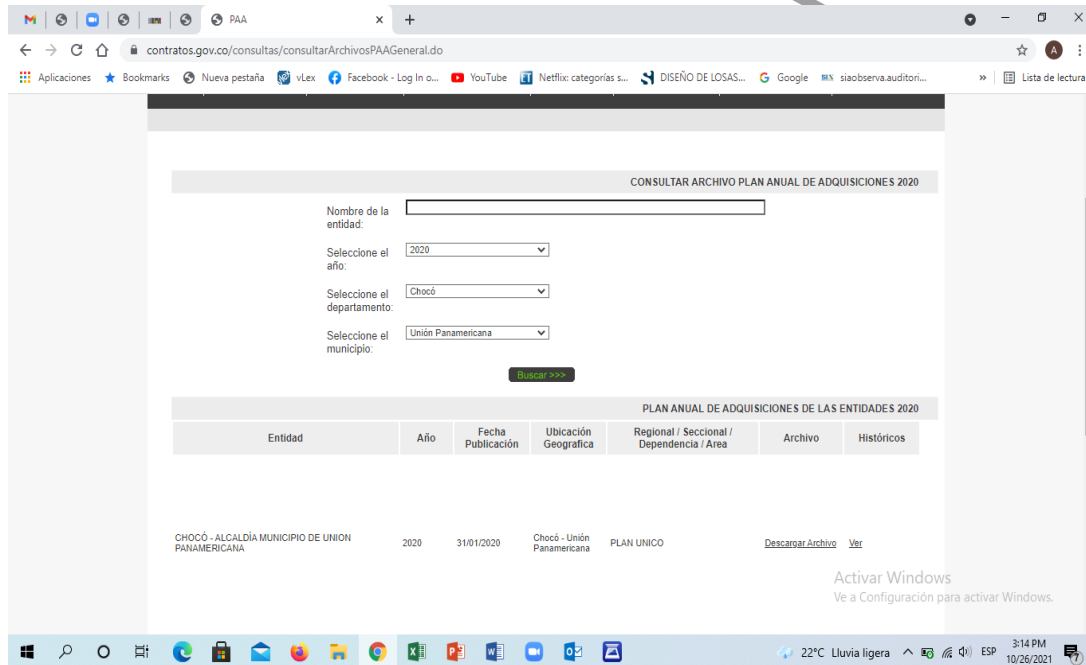 PAA
contratos.gov.co/consultas/consultarArchivosPAAGeneral.do
A
Aplicaciones Bookmarks Nueva pestaña vLex Facebook - Log In o... YouTube Netflix: categorías s... DISEÑO DE LOSAS... Google siaobserva.auditori... » Lista de lectura
CONSULTAR ARCHIVO PLAN ANUAL DE ADQUISICIONES 2020
Nombre de la
entidad:
Seleccione el
año:
2020
Seleccione el
departamento:
Chocó
Seleccione el
municipio:
Unión Panamericana
Buscar >>>
PLAN ANUAL DE ADQUISICIONES DE LAS ENTIDADES 2020
Entidad Año Fecha Publicación Ubicación Geografica Regional / Seccional / Dependencia / Area Archivo Históricos
CHOCÓ - ALCALDÍA MUNICIPIO DE UNION
PANAMERICANA
2020 31/01/2020 Chocó - Unión Panamericana PLAN UNICO Descargar Archivo Ver
Activar Windows
Ve a Configuración para activar Windows.
22°C Lluvia ligera ESP 3:14 PM
10/26/2021